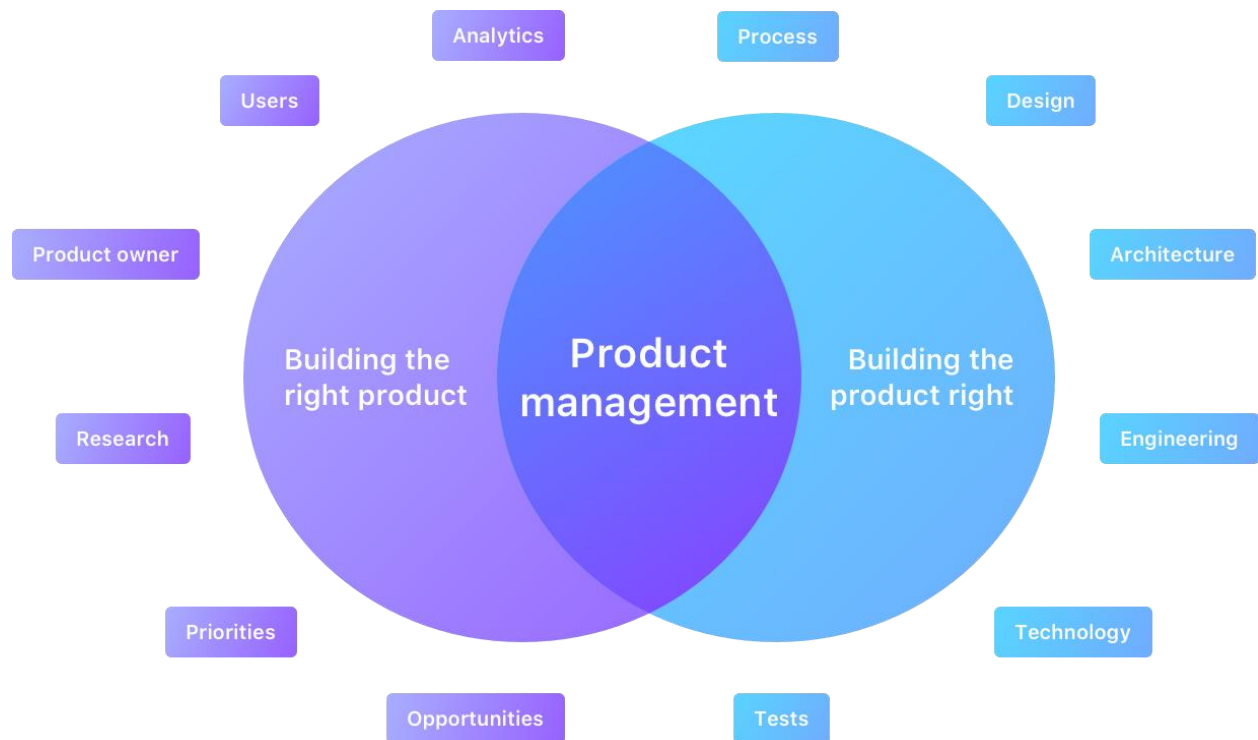 Analytics
Process
Users
Design
Product owner
Architecture
Building the
right product
Product
management
Building the
product right
Research
Engineering
Priorities
Technology
Opportunities
Tests